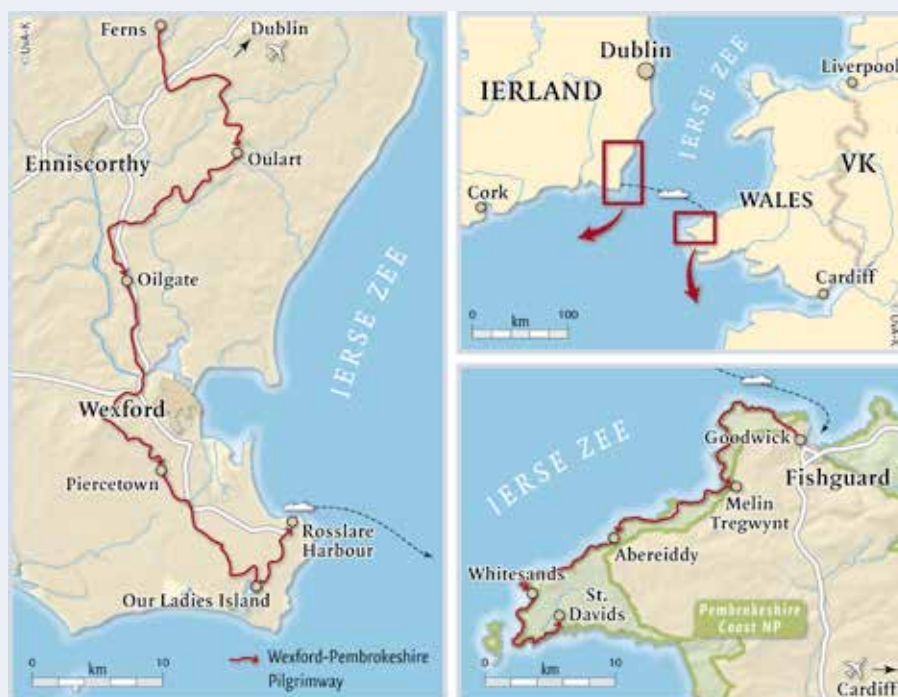 © UvA-K
Ferns
Dublin
Enniscorthy
Oulart
Oilgate
IERSE ZEE
Wexford
Piercetown
Rosslare
Harbour
Our Ladies Island
0 10
km
Wexford-Pembrokeshire
Pilgrimway
Dublin
Liverpool
IERLAND
IERSE ZEE
VK
Cork
WALES
Cardiff
0 100
km
© UvA-K
IERSE ZEE
Goodwick
Fishguard
Melin
Tregwynt
Abereiddy
Whitesands
St.
Davids
Pembrokeshire
Coast NP
0 10
km
Cardiff